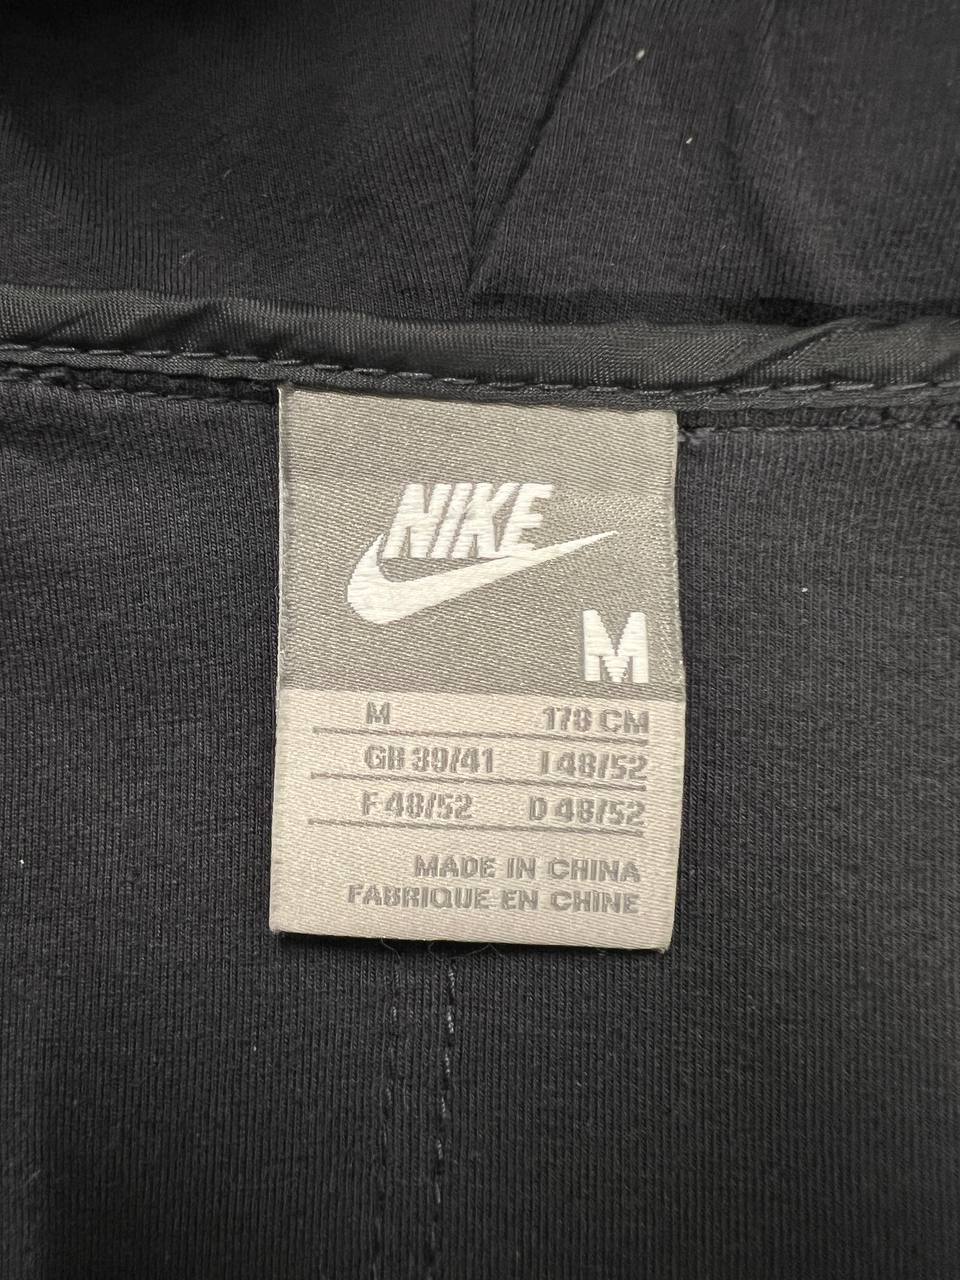 NIKE
M
M 178 CM
GB 39/41 I 48/52
F 48/52 D 48/52
MADE IN CHINA
FABRIQUE EN CHINE